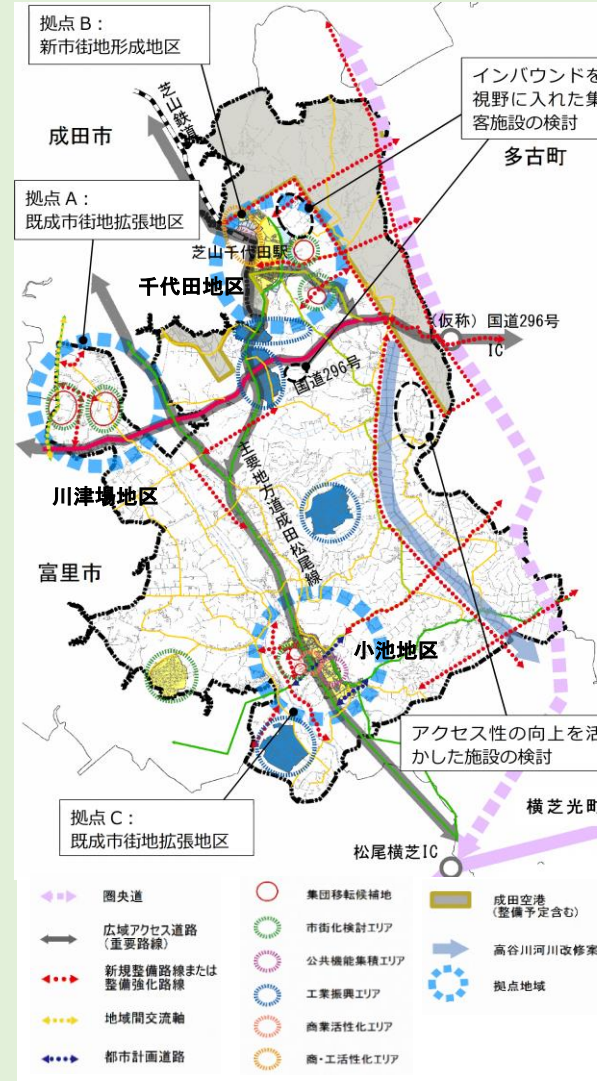 拠点B：
新市街地形成地区
芝山鉄道
成田市
インバウンドを
視野に入れた集
客施設の検討
多古町
拠点A：
既成市街地拡張地区
芝山千代田駅
千代田地区
(仮称) 国道296号
IC
国道296号
川津場地区
主要地方道成田松尾線
富里市
小池地区
アクセス性の向上を活
かした施設の検討
拠点C：
既成市街地拡張地区
横芝光町
松尾横芝IC
圏央道
広域アクセス道路
(重要路線)
新規整備路線または
整備強化路線
地域間交流軸
都市計画道路
集団移転候補地
市街化検討エリア
公共機能集積エリア
工業振興エリア
商業活性化エリア
商・工活性化エリア
成田空港
(整備予定含む)
高谷川河川改修案
拠点地域